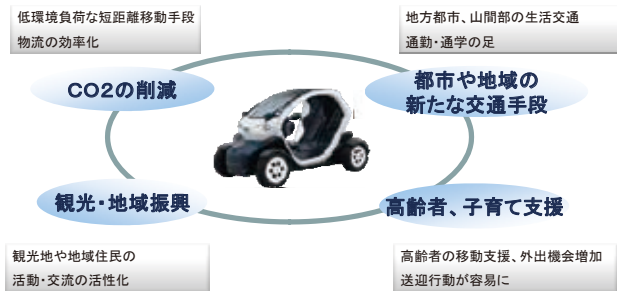 低環境負荷な短距離移動手段
物流の効率化
地方都市、山間部の生活交通
通勤・通学の足
CO2の削減
都市や地域の
新たな交通手段
観光・地域振興
高齢者、子育て支援
観光地や地域住民の
活動・交流の活性化
高齢者の移動支援、外出機会増加
送迎行動が容易に